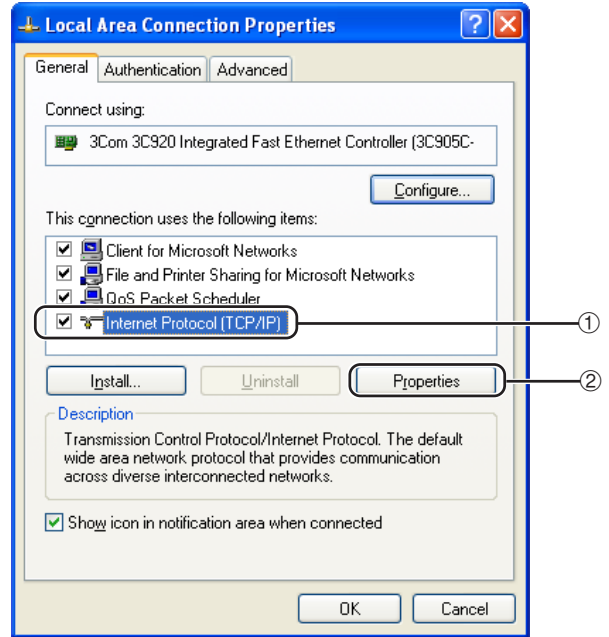 Local Area Connection Properties
General Authentication Advanced
Connect using:
3Com 3C920 Integrated Fast Ethernet Controller (3C905C-
Configure...
This connection uses the following items:
Client for Microsoft Networks
File and Printer Sharing for Microsoft Networks
QoS Packet Scheduler
Internet Protocol (TCP/IP) ①
Install... Uninstall Properties ②
Description
Transmission Control Protocol/Internet Protocol. The default
wide area network protocol that provides communication
across diverse interconnected networks.
Show icon in notification area when connected
OK Cancel